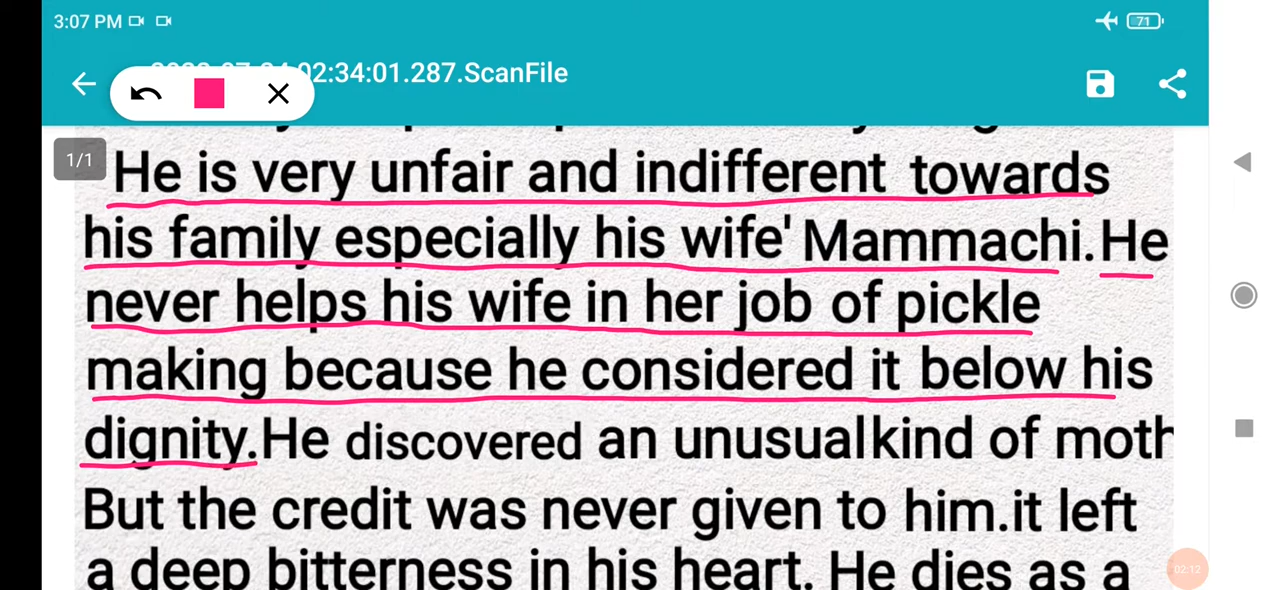 3:07 PM
71
02:34:01.287.ScanFile
1/1
He is very unfair and indifferent towards
his family especially his wife' Mammachi.He
never helps his wife in her job of pickle
making because he considered it below his
dignity.He discovered an unusualkind of moth
But the credit was never given to him.it left
a deep bitterness in his heart. He dies as a
02:12